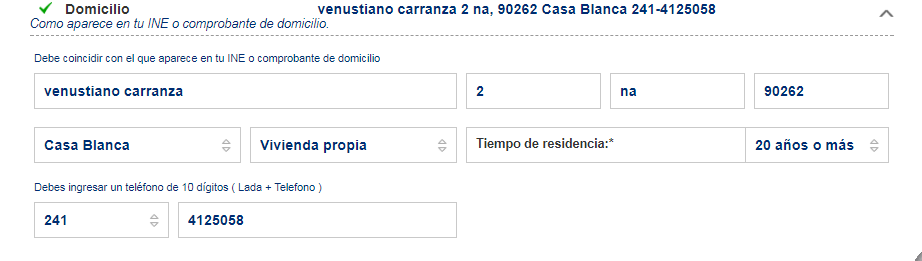 Domicilio venustiano carranza 2 na, 90262 Casa Blanca 241-4125058
Como aparece en tu INE o comprobante de domicilio.
Debe coincidir con el que aparece en tu INE o comprobante de domicilio
venustiano carranza 2 na 90262
Casa Blanca Vivienda propia Tiempo de residencia:* 20 años o más
Debes ingresar un teléfono de 10 dígitos ( Lada + Telefono )
241 4125058